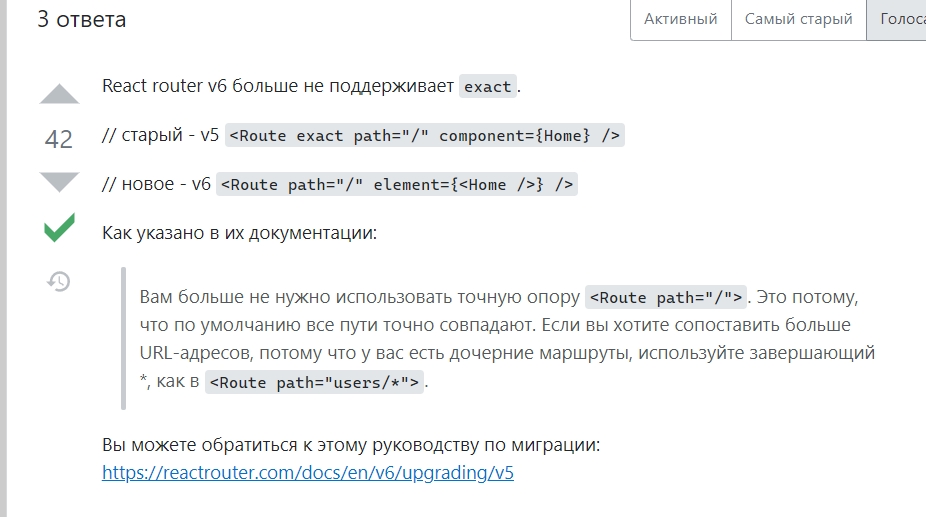 3 ответа
Активный
Самый старый
Голоса
React router v6 больше не поддерживает exact.
42
// старый - v5 <Route exact path="/" component={Home} />
// новое - v6 <Route path="/" element={<Home />} />
Как указано в их документации:
Вам больше не нужно использовать точную опору <Route path="/">. Это потому,
что по умолчанию все пути точно совпадают. Если вы хотите сопоставить больше
URL-адресов, потому что у вас есть дочерние маршруты, используйте завершающий
*, как в <Route path="users/*">.
Вы можете обратиться к этому руководству по миграции:
https://reactrouter.com/docs/en/v6/upgrading/v5